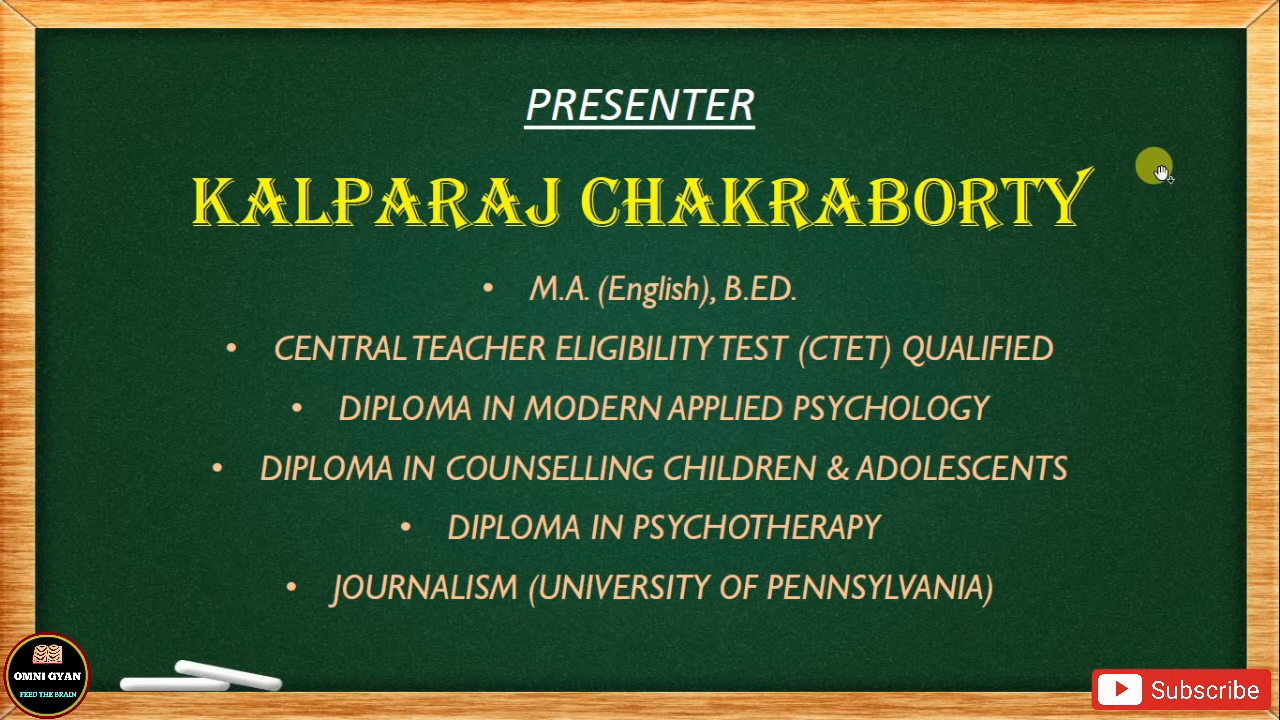 PRESENTER
KALPARAJ CHAKRABORTY
• M.A. (English), B.ED.
• CENTRAL TEACHER ELIGIBILITY TEST (CTET) QUALIFIED
• DIPLOMA IN MODERN APPLIED PSYCHOLOGY
• DIPLOMA IN COUNSELLING CHILDREN & ADOLESCENTS
• DIPLOMA IN PSYCHOTHERAPY
• JOURNALISM (UNIVERSITY OF PENNSYLVANIA)
OMNI GYAN
FEED THE BRAIN
Subscribe